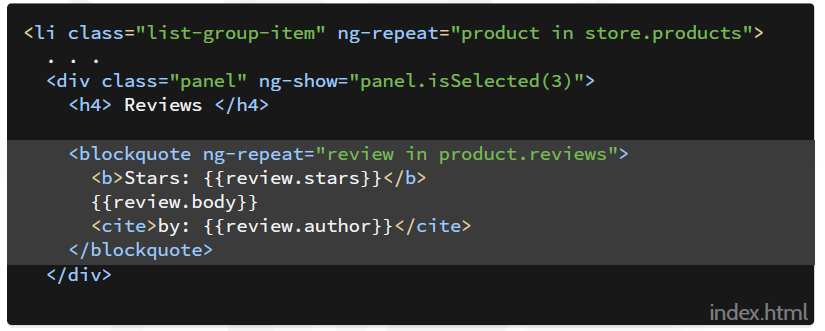 <li class="list-group-item" ng-repeat="product in store.products">
. . .
<div class="panel" ng-show="panel.isSelected(3)">
<h4> Reviews </h4>
<blockquote ng-repeat="review in product.reviews">
<b>Stars: {{review.stars}}</b>
{{review.body}}
<cite>by: {{review.author}}</cite>
</blockquote>
</div>
index.html